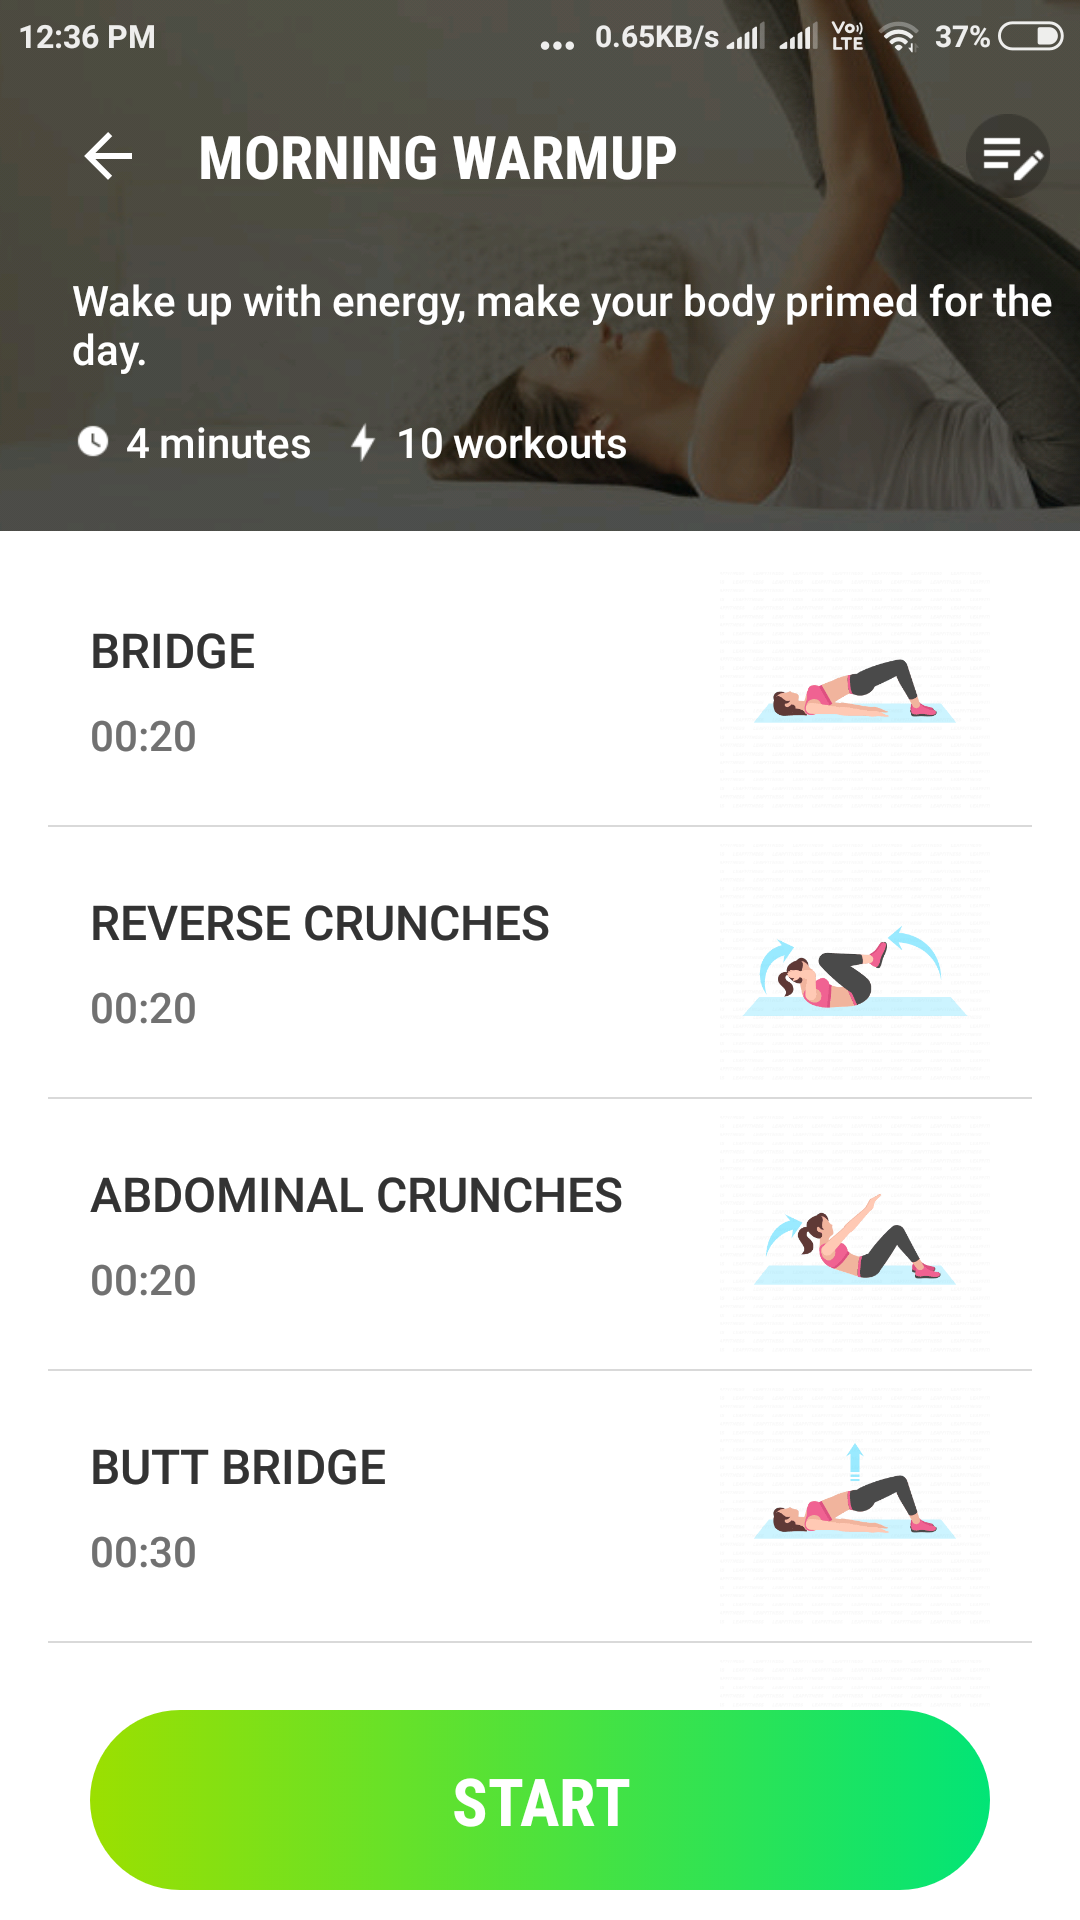 12:36 PM ... 0.65KB/s Vo) LTE 37%
MORNING WARMUP
Wake up with energy, make your body primed for the
day.
4 minutes 10 workouts
BRIDGE
00:20
REVERSE CRUNCHES
00:20
ABDOMINAL CRUNCHES
00:20
BUTT BRIDGE
00:30
START